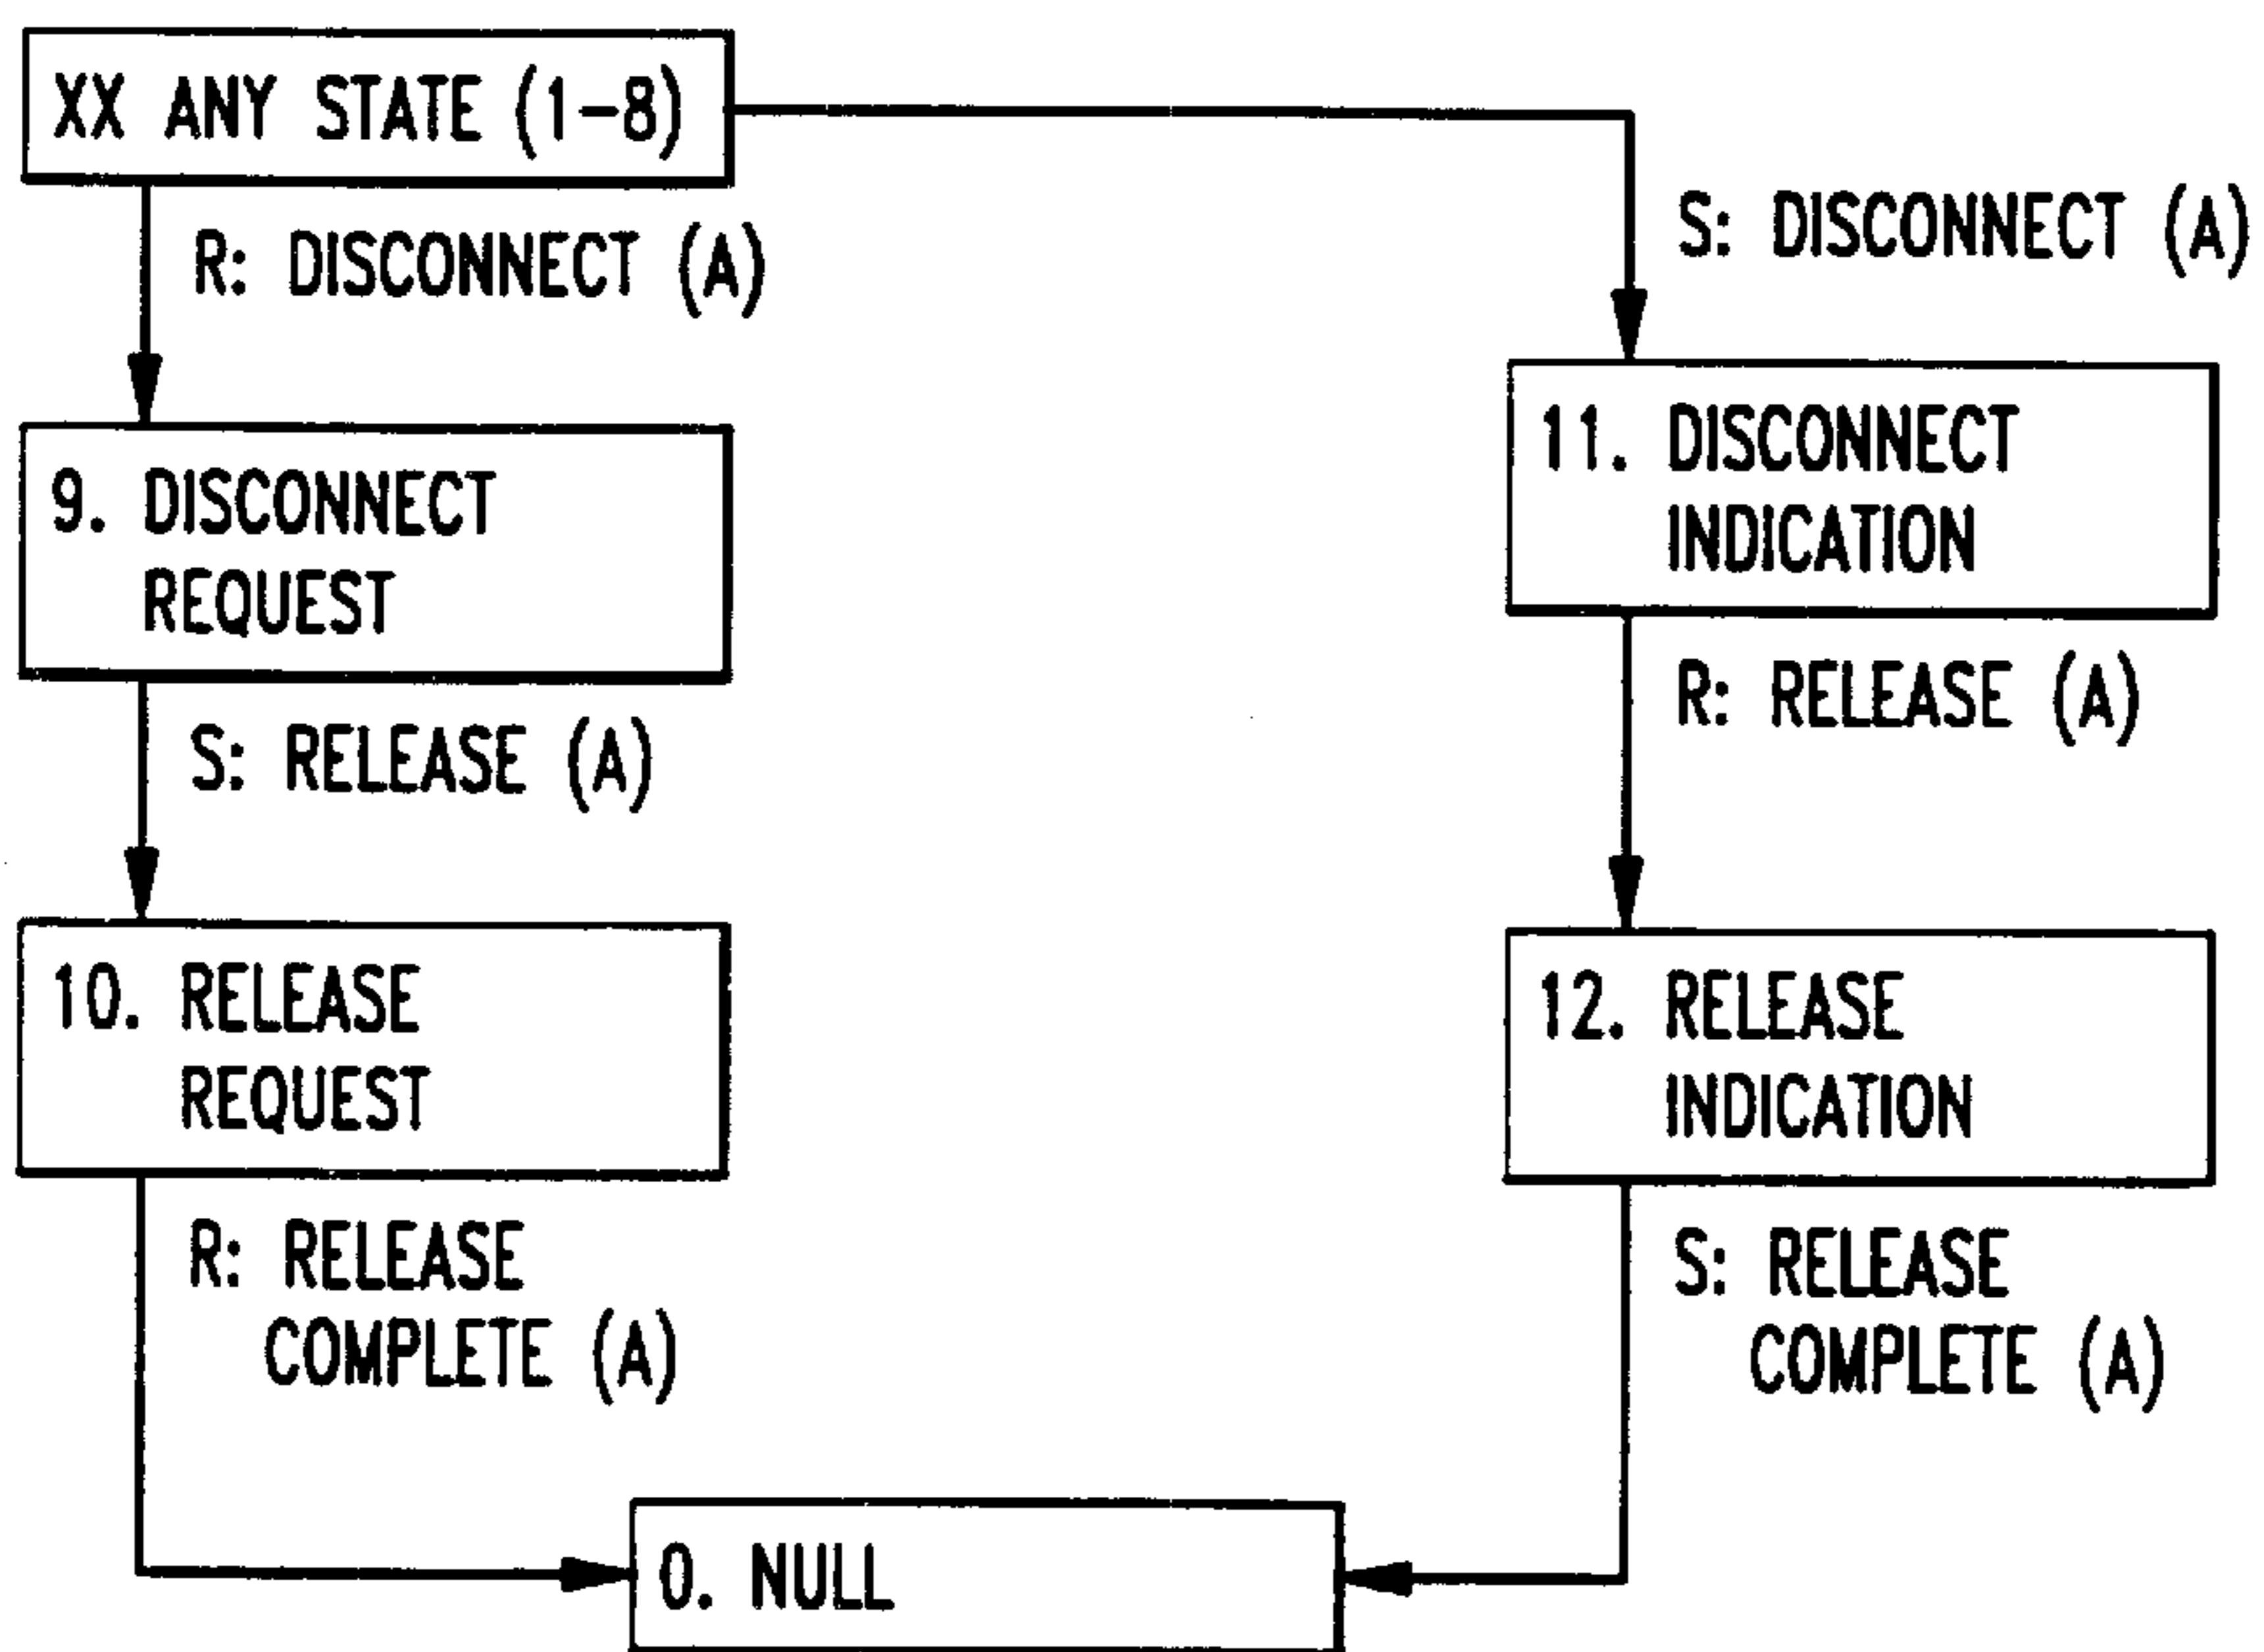 XX ANY STATE (1-8)
R: DISCONNECT (A)
S: DISCONNECT (A)
9. DISCONNECT
REQUEST
11. DISCONNECT
INDICATION
S: RELEASE (A)
R: RELEASE (A)
10. RELEASE
REQUEST
12. RELEASE
INDICATION
R: RELEASE
COMPLETE (A)
S: RELEASE
COMPLETE (A)
0. NULL